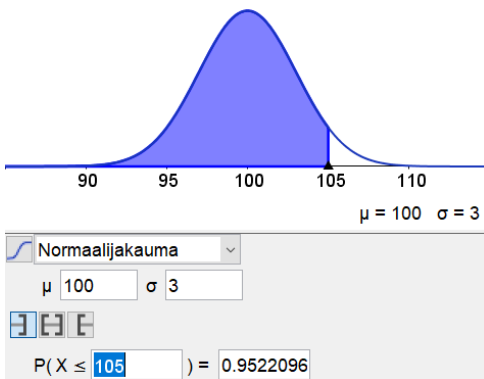 90 95 100 105 110
μ = 100 σ = 3
Normaalijakauma
μ 100 σ 3
P( X ≤ 105 ) = 0.9522096